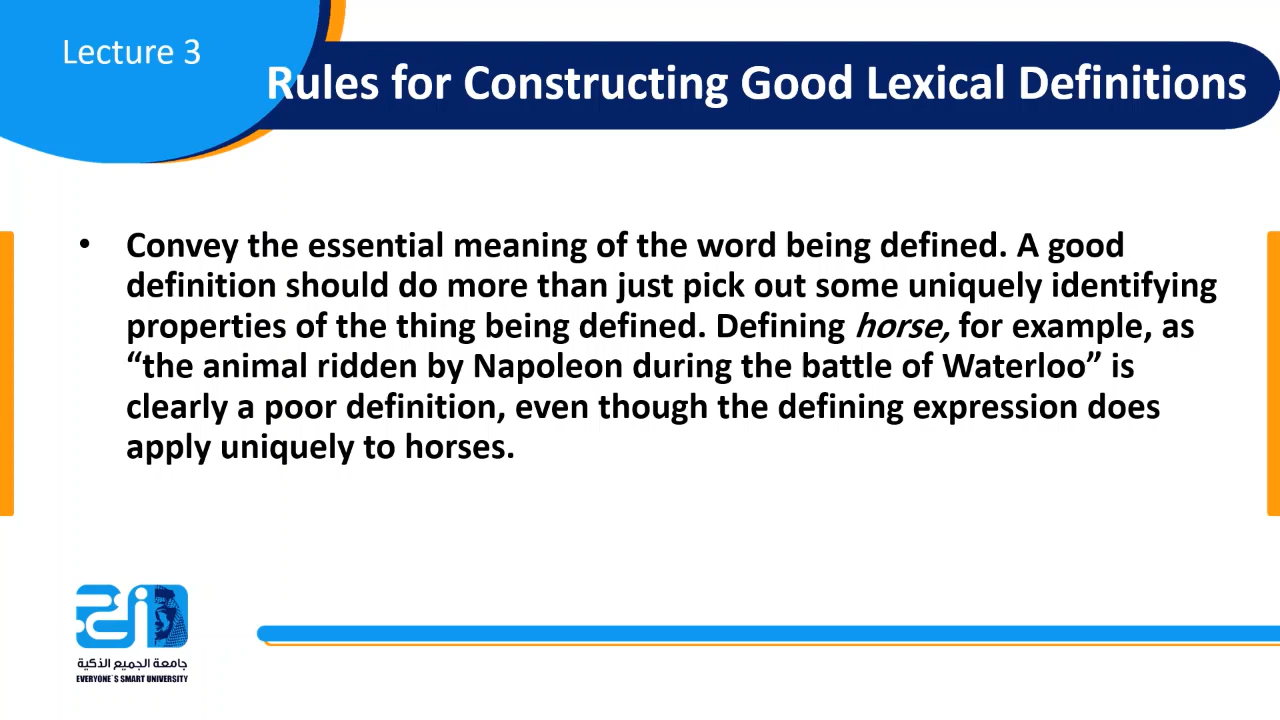 Lecture 3
Rules for Constructing Good Lexical Definitions
• Convey the essential meaning of the word being defined. A good
definition should do more than just pick out some uniquely identifying
properties of the thing being defined. Defining horse, for example, as
“the animal ridden by Napoleon during the battle of Waterloo” is
clearly a poor definition, even though the defining expression does
apply uniquely to horses.
جامعة الجميع الذكية
EVERYONE`S SMART UNIVERSITY